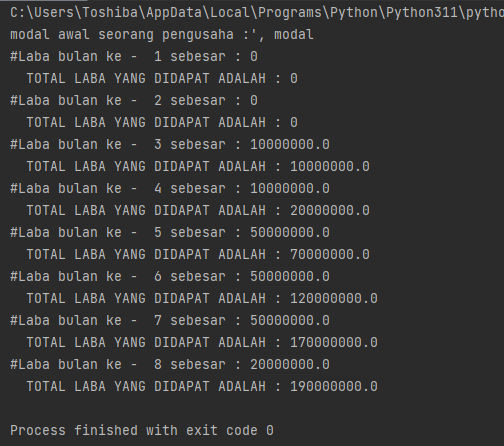 C:\Users\Toshiba\AppData\Local\Programs\Python\Python311\pytho
modal awal seorang pengusaha :', modal
#Laba bulan ke -  1 sebesar : 0
  TOTAL LABA YANG DIDAPAT ADALAH : 0
#Laba bulan ke -  2 sebesar : 0
  TOTAL LABA YANG DIDAPAT ADALAH : 0
#Laba bulan ke -  3 sebesar : 10000000.0
  TOTAL LABA YANG DIDAPAT ADALAH : 10000000.0
#Laba bulan ke -  4 sebesar : 10000000.0
  TOTAL LABA YANG DIDAPAT ADALAH : 20000000.0
#Laba bulan ke -  5 sebesar : 50000000.0
  TOTAL LABA YANG DIDAPAT ADALAH : 70000000.0
#Laba bulan ke -  6 sebesar : 50000000.0
  TOTAL LABA YANG DIDAPAT ADALAH : 120000000.0
#Laba bulan ke -  7 sebesar : 50000000.0
  TOTAL LABA YANG DIDAPAT ADALAH : 170000000.0
#Laba bulan ke -  8 sebesar : 20000000.0
  TOTAL LABA YANG DIDAPAT ADALAH : 190000000.0
Process finished with exit code 0